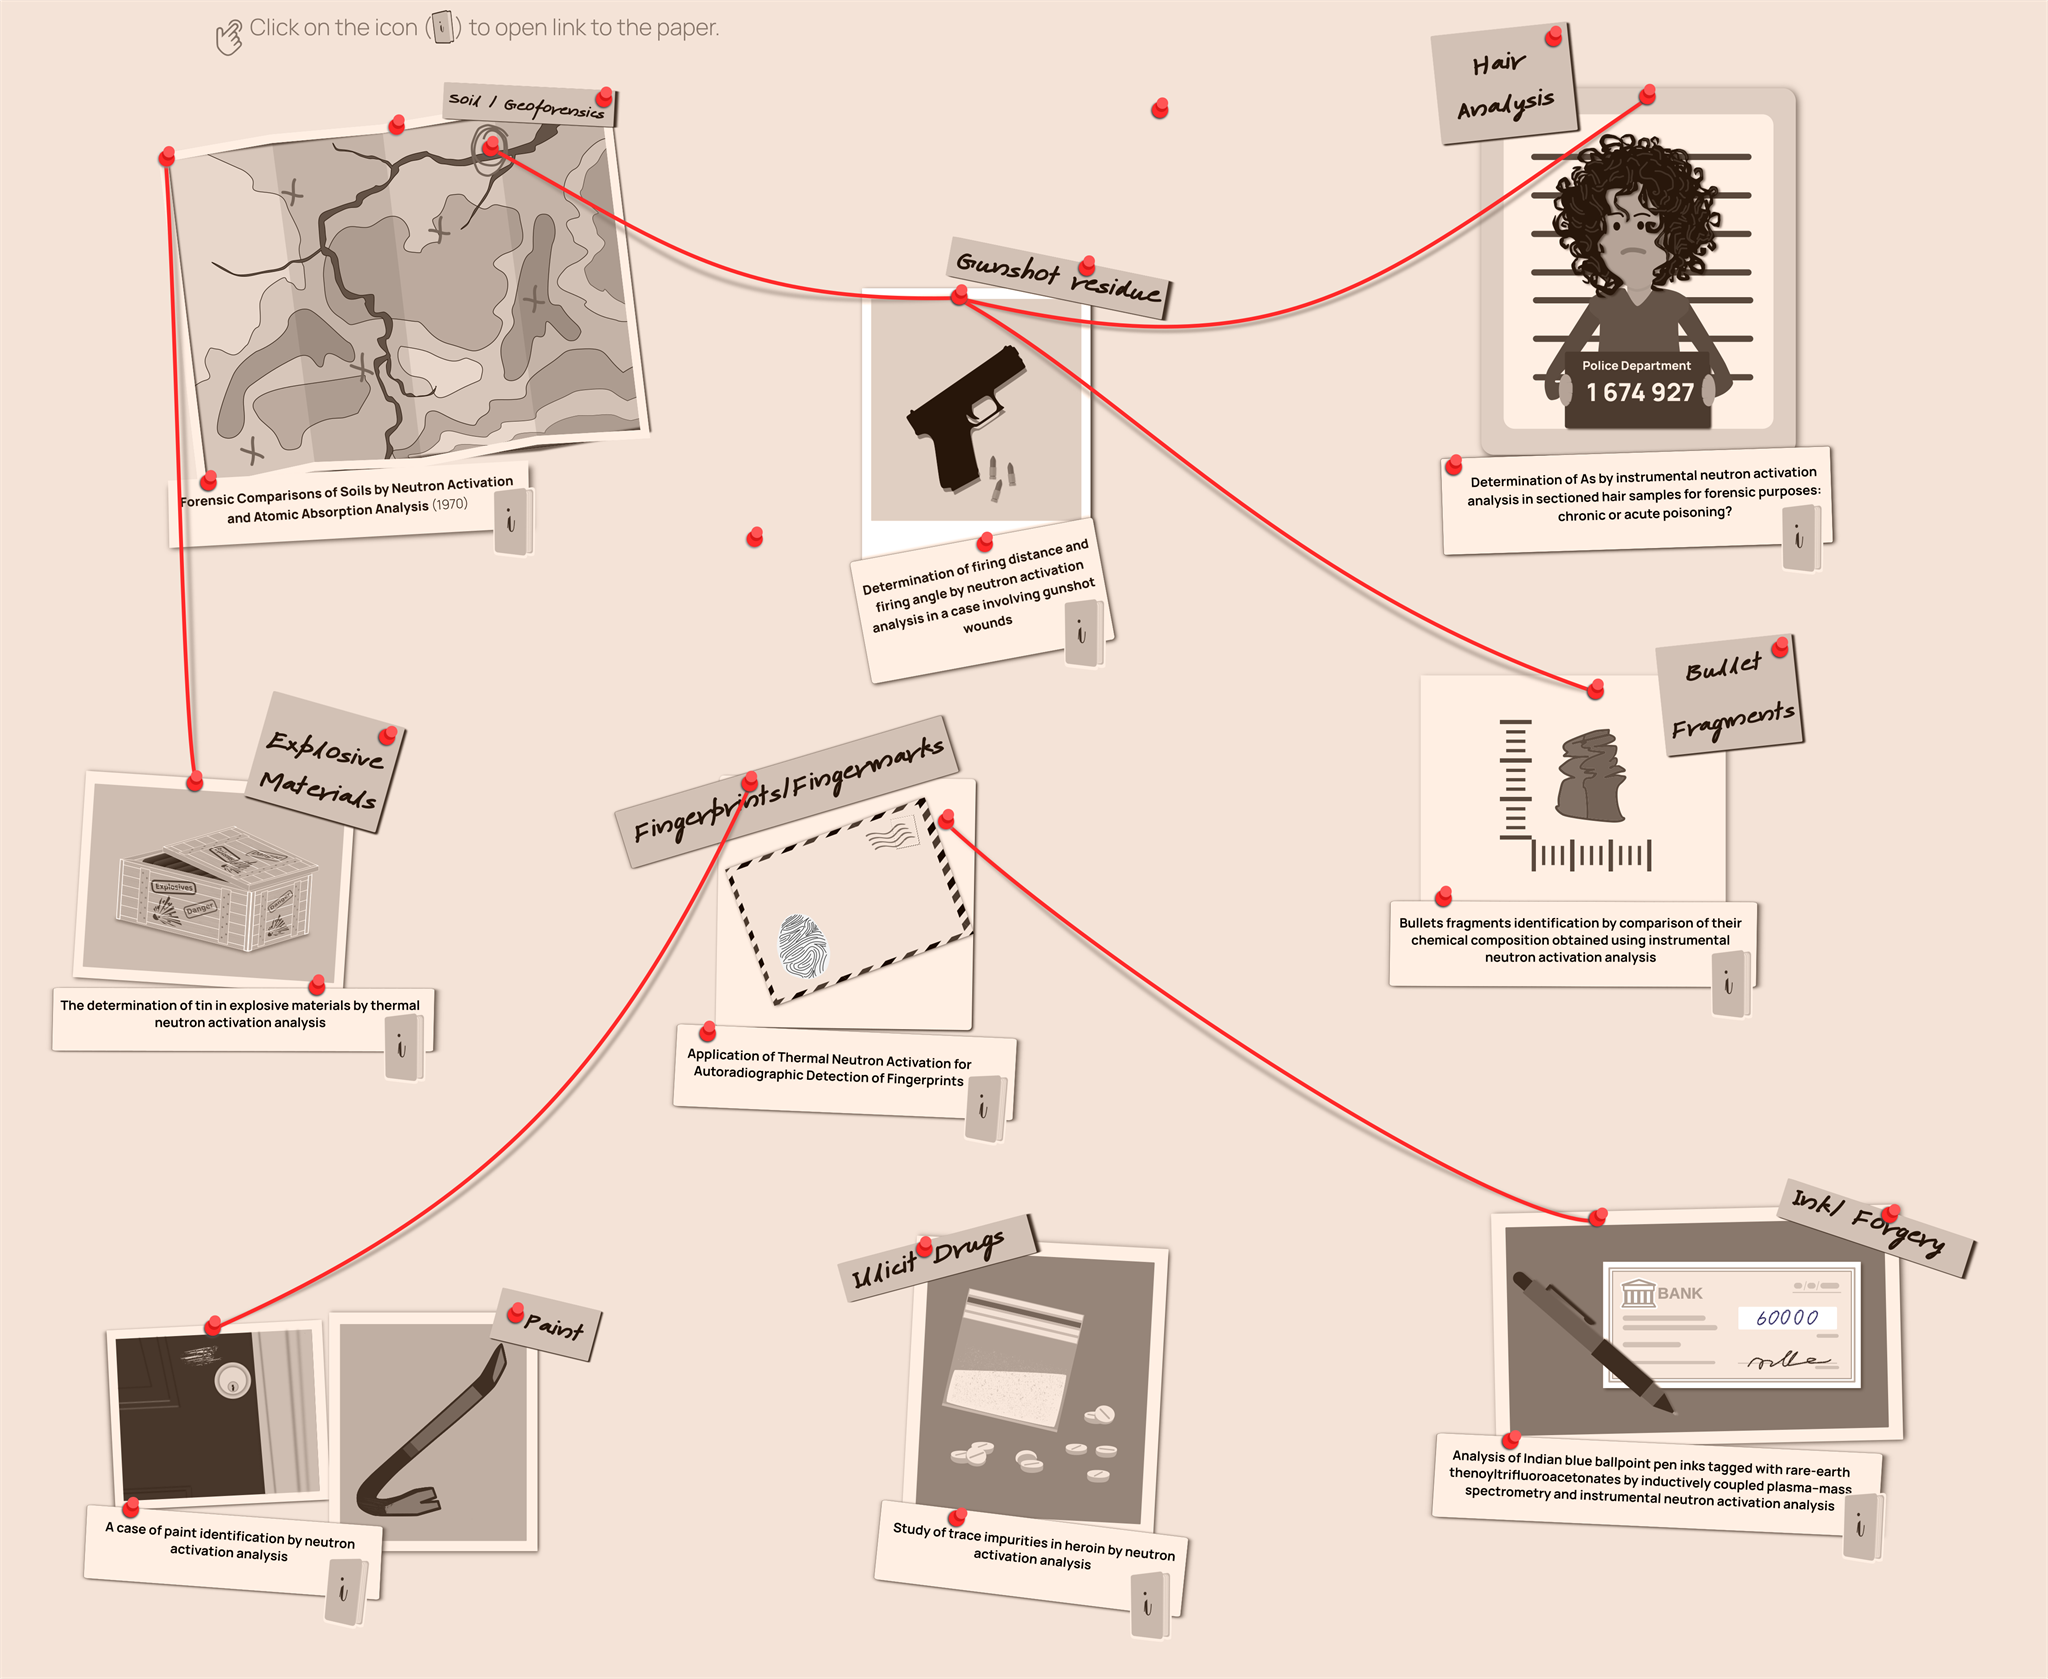 Click on the icon (i) to open link to the paper.
Soil / Geoforensics
Forensic Comparisons of Soils by Neutron Activation
and Atomic Absorption Analysis (1970)
i
Gunshot residue
Determination of firing distance and
firing angle by neutron activation
analysis in a case involving gunshot
wounds
i
Hair
Analysis
Police Department
1 674 927
Determination of As by instrumental neutron activation
analysis in sectioned hair samples for forensic purposes:
chronic or acute poisoning?
i
Explosive
Materials
Explosives
Danger
The determination of tin in explosive materials by thermal
neutron activation analysis
i
Fingerprints/Fingermarks
Application of Thermal Neutron Activation for
Autoradiographic Detection of Fingerprints
i
Bullet
Fragments
Bullets fragments identification by comparison of their
chemical composition obtained using instrumental
neutron activation analysis
i
Paint
A case of paint identification by neutron
activation analysis
i
Illicit Drugs
Study of trace impurities in heroin by neutron
activation analysis
i
Ink/ Forgery
BANK
60000
Analysis of Indian blue ballpoint pen inks tagged with rare-earth
thenoyltrifluoroacetonates by inductively coupled plasma–mass
spectrometry and instrumental neutron activation analysis
i